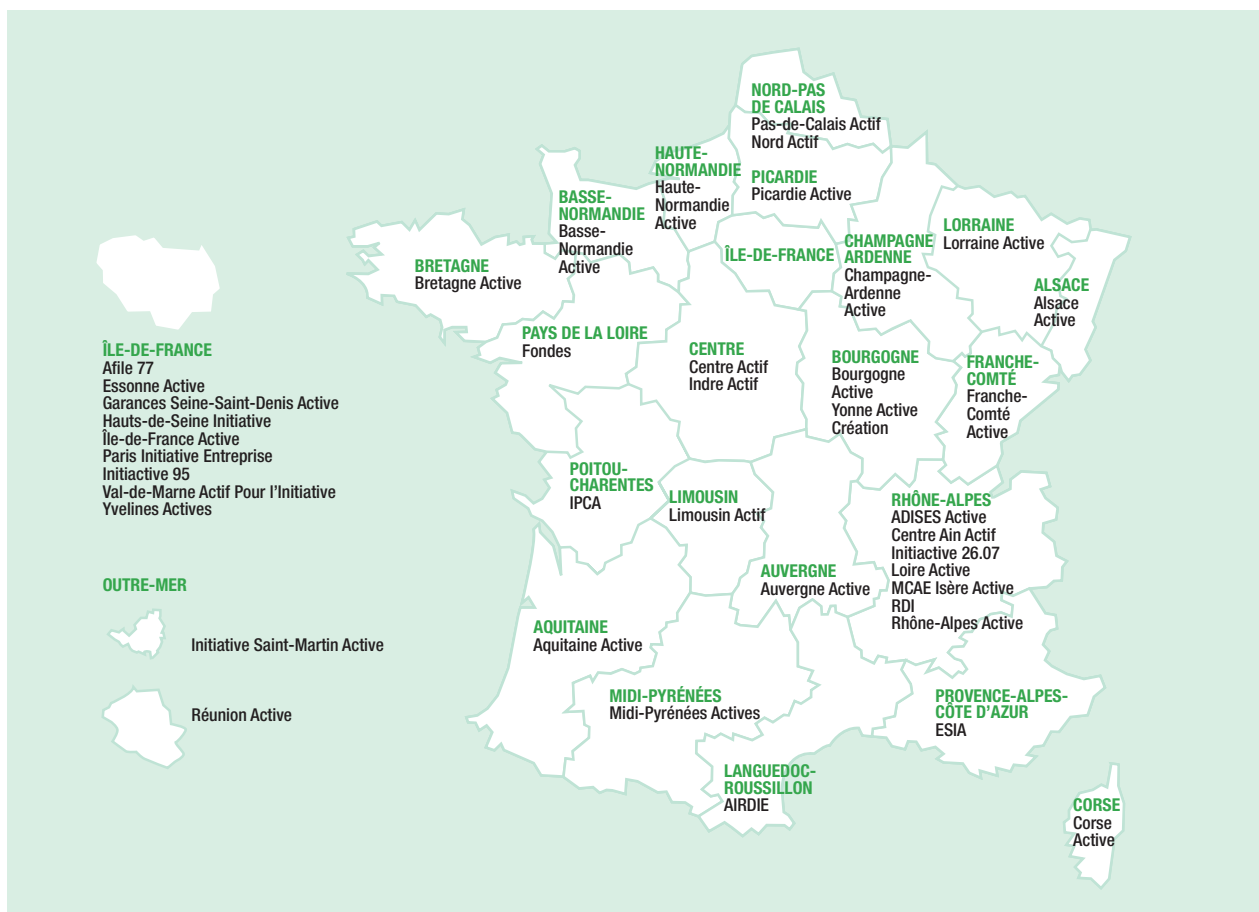 NORD-PAS
DE CALAIS
Pas-de-Calais Actif
Nord Actif
HAUTE-
NORMANDIE
Haute-
Normandie
Active
PICARDIE
Picardie Active
BASSE-
NORMANDIE
Basse-
Normandie
Active
LORRAINE
Lorraine Active
CHAMPAGNE
ARDENNE
Champagne-
Ardenne
Active
ÎLE-DE-FRANCE
BRETAGNE
Bretagne Active
ALSACE
Alsace
Active
PAYS DE LA LOIRE
Fondes
CENTRE
Centre Actif
Indre Actif
BOURGOGNE
Bourgogne
Active
Yonne Active
Création
FRANCHE-
COMTÉ
Franche-
Comté
Active
ÎLE-DE-FRANCE
Afile 77
Essonne Active
Garances Seine-Saint-Denis Active
Hauts-de-Seine Initiative
Île-de-France Active
Paris Initiative Entreprise
Initiactive 95
Val-de-Marne Actif Pour l'Initiative
Yvelines Actives
POITOU-
CHARENTES
IPCA
LIMOUSIN
Limousin Actif
RHÔNE-ALPES
ADISES Active
Centre Ain Actif
Initiactive 26.07
Loire Active
MCAE Isère Active
RDI
Rhône-Alpes Active
AUVERGNE
Auvergne Active
OUTRE-MER
Initiative Saint-Martin Active
Réunion Active
AQUITAINE
Aquitaine Active
MIDI-PYRÉNÉES
Midi-Pyrénées Actives
PROVENCE-ALPES-
CÔTE D'AZUR
ESIA
LANGUEDOC-
ROUSSILLON
AIRDIE
CORSE
Corse
Active